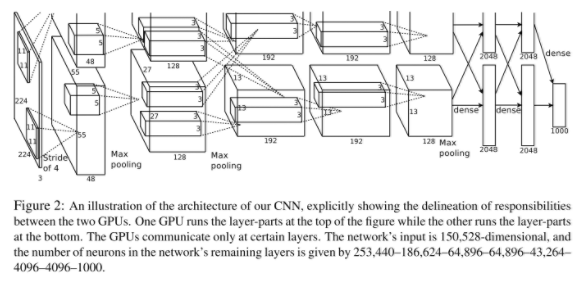 3 3 3
11 5 5 3 3 3
48 192 192 128 2048 2048 dense
11 55 27 128
13 13 13
5 3 3 3
224 5 3
27 3 13 3 13 3 13 dense dense
11 55 3 1000
11 192 192 128
Max
pooling
2048 2048
224
Stride
of 4
Max
pooling
128
Max
pooling
3 48
Figure 2: An illustration of the architecture of our CNN, explicitly showing the delineation of responsibilities
between the two GPUs. One GPU runs the layer-parts at the top of the figure while the other runs the layer-parts
at the bottom. The GPUs communicate only at certain layers. The network's input is 150,528-dimensional, and
the number of neurons in the network's remaining layers is given by 253,440–186,624–64,896–64,896–43,264–
4096–4096–1000.